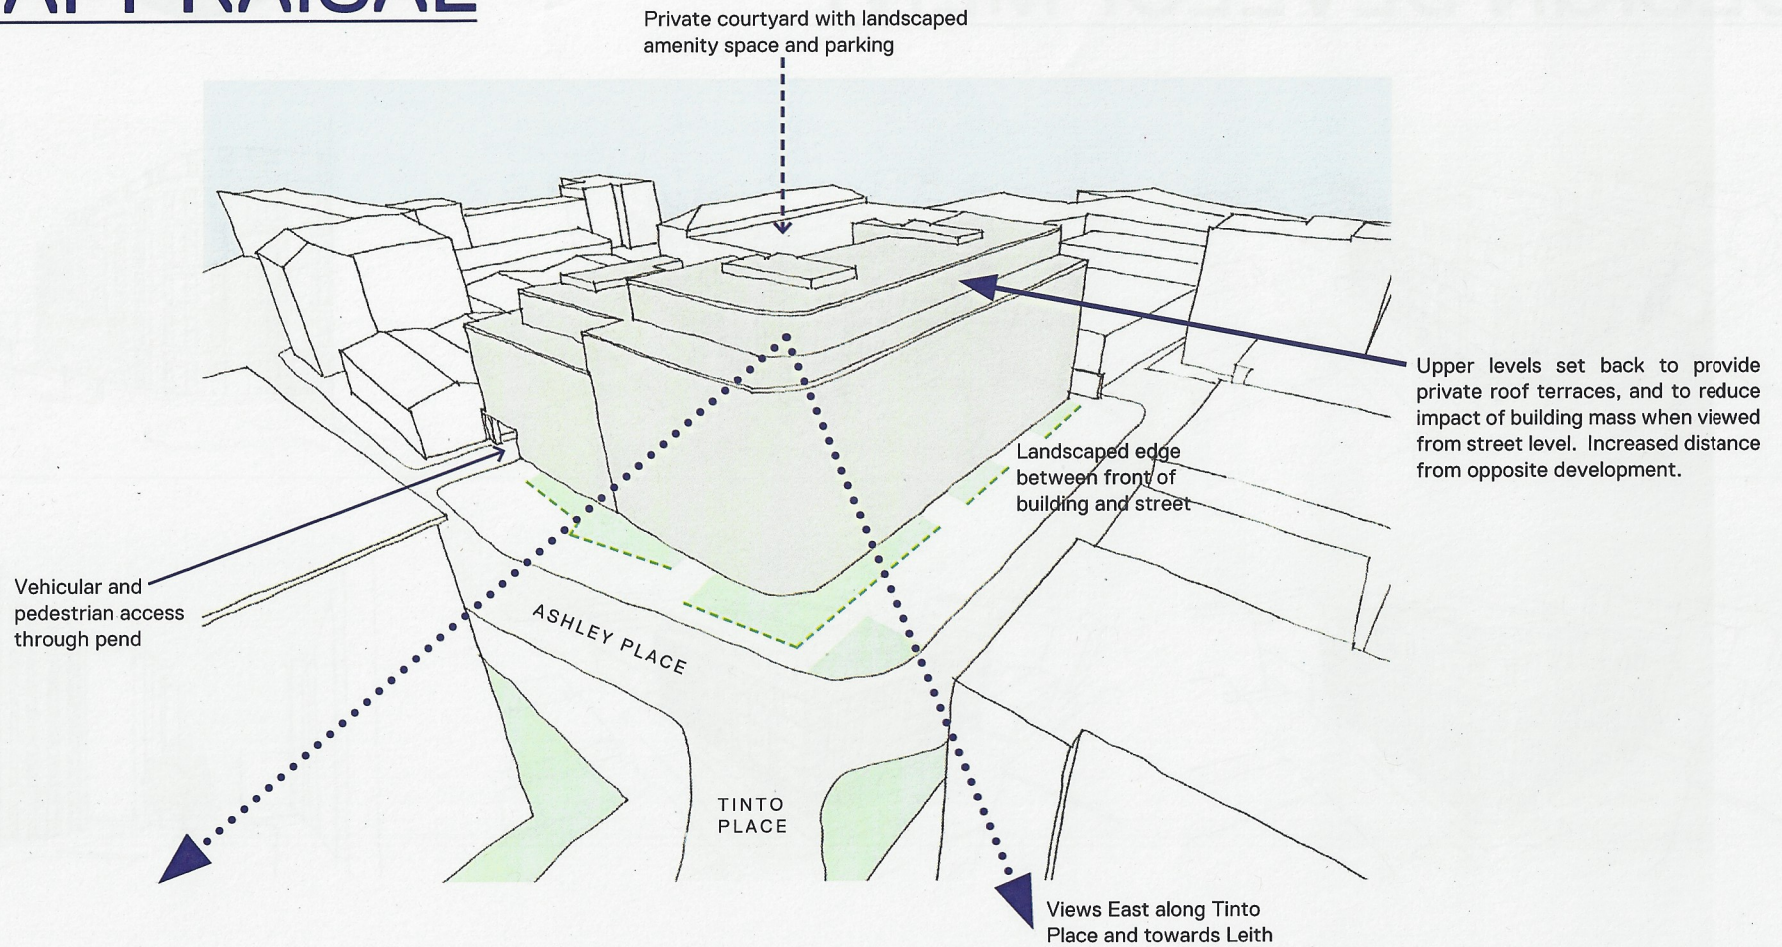 APPRAISAL
Private courtyard with landscaped
amenity space and parking
Upper levels set back to provide
private roof terraces, and to reduce
impact of building mass when viewed
from street level. Increased distance
from opposite development.
Landscaped edge
between front of
building and street
Vehicular and
pedestrian access
through pend
ASHLEY PLACE
TINTO
PLACE
Views East along Tinto
Place and towards Leith